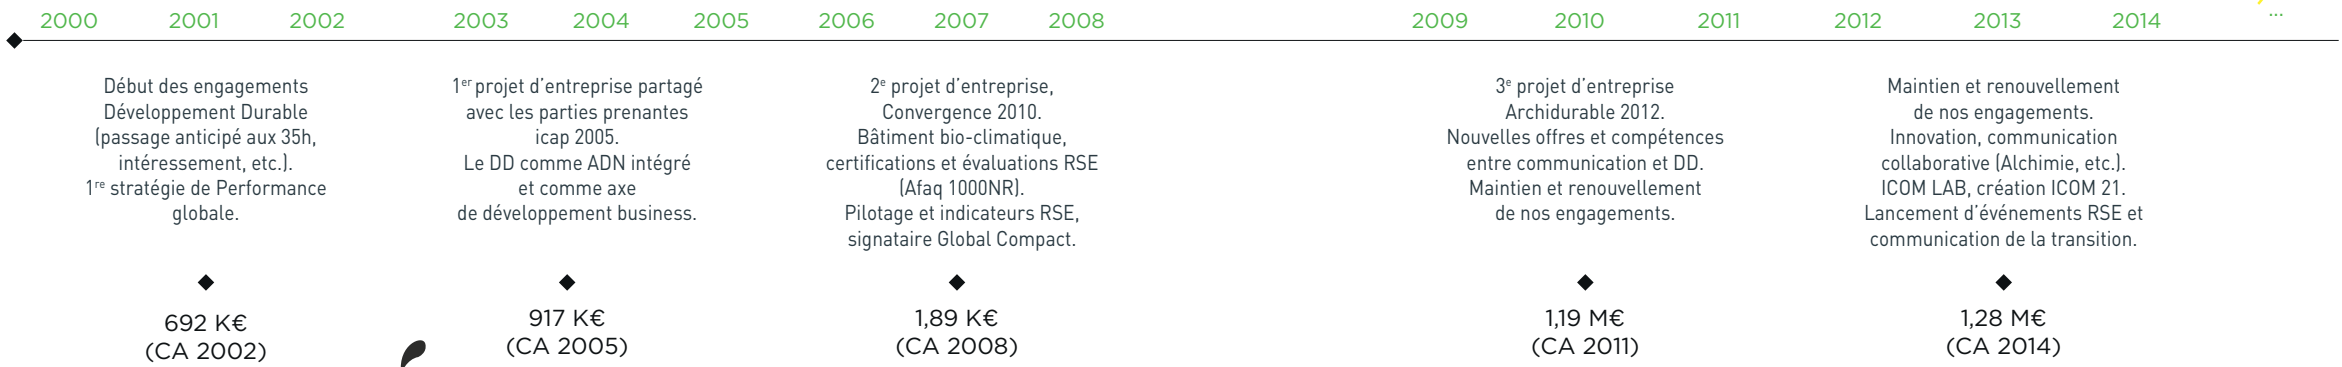 2000 2001 2002 2003 2004 2005 2006 2007 2008 2009 2010 2011 2012 2013 2014 ...
Début des engagements
Développement Durable
(passage anticipé aux 35h,
intéressement, etc.).
1re stratégie de Performance
globale.
692 K€
(CA 2002)
1er projet d’entreprise partagé
avec les parties prenantes
icap 2005.
Le DD comme ADN intégré
et comme axe
de développement business.
917 K€
(CA 2005)
2e projet d’entreprise,
Convergence 2010.
Bâtiment bio-climatique,
certifications et évaluations RSE
(Afaq 1000NR).
Pilotage et indicateurs RSE,
signataire Global Compact.
1,89 K€
(CA 2008)
3e projet d’entreprise
Archidurable 2012.
Nouvelles offres et compétences
entre communication et DD.
Maintien et renouvellement
de nos engagements.
1,19 M€
(CA 2011)
Maintien et renouvellement
de nos engagements.
Innovation, communication
collaborative (Alchimie, etc.).
ICOM LAB, création ICOM 21.
Lancement d’événements RSE et
communication de la transition.
1,28 M€
(CA 2014)